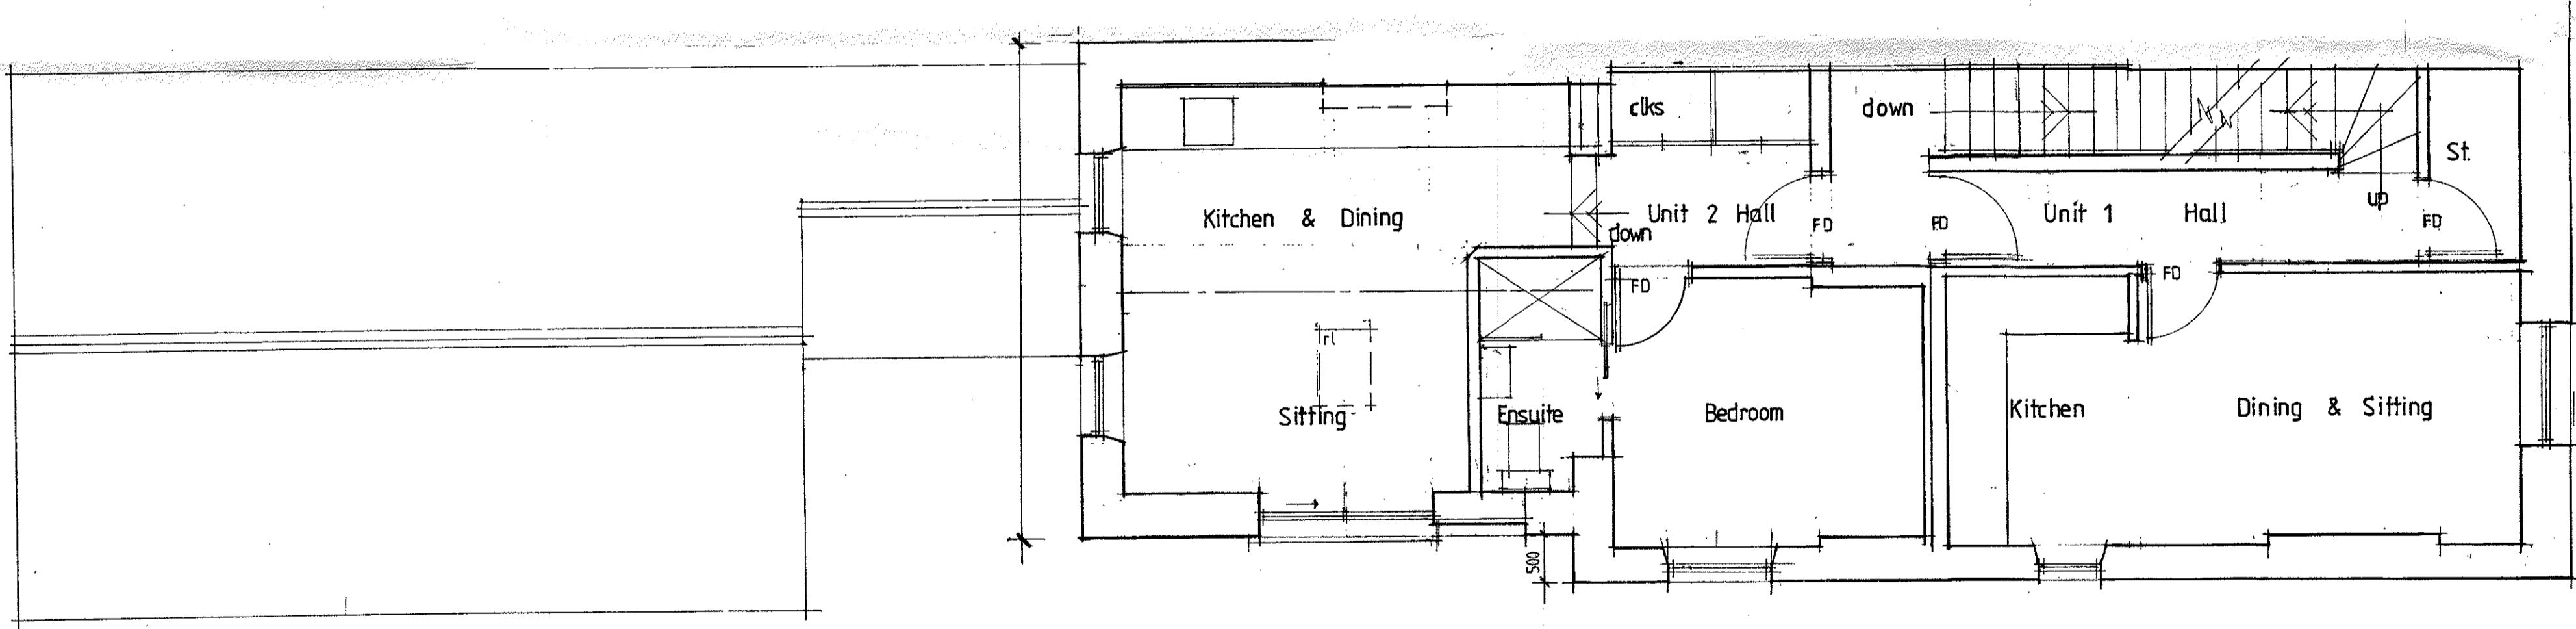 clks
down
St.
Kitchen & Dining
Unit 2 Hall
FD
FD
Unit 1 Hall
up
FD
down
FD
FD
rl
Sitting
Ensuite
Bedroom
Kitchen
Dining & Sitting
500